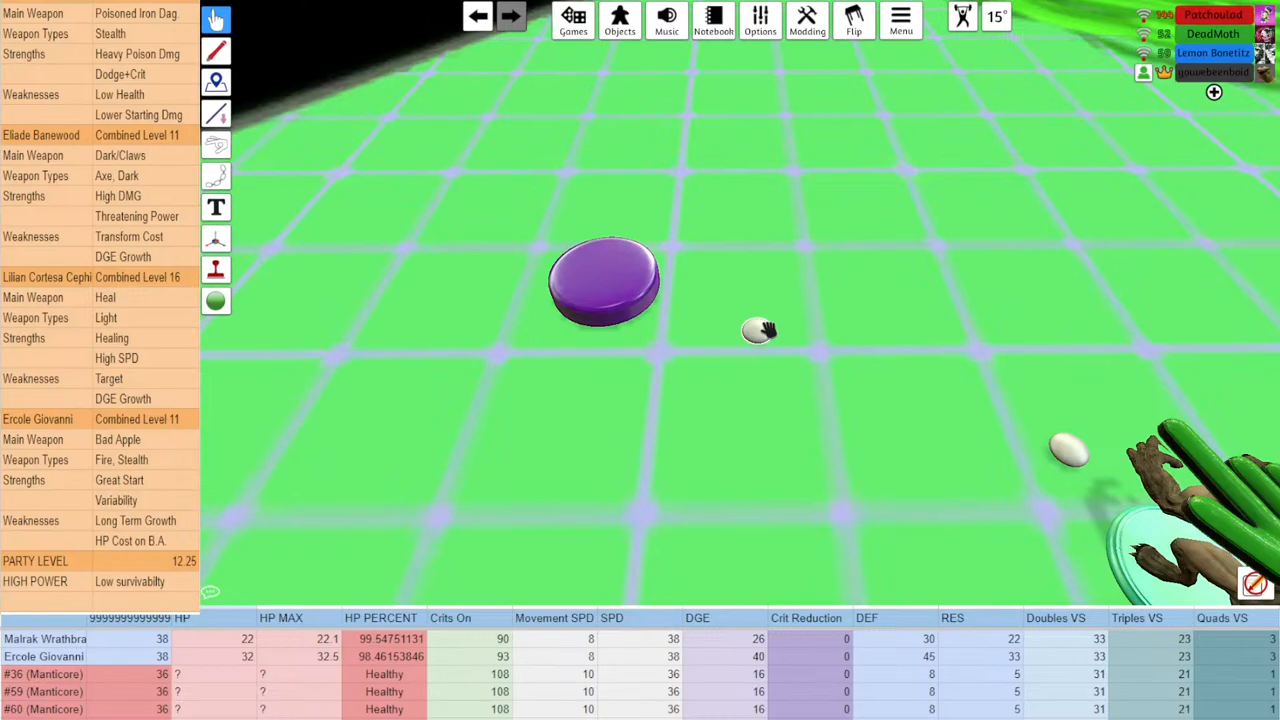 Main Weapon Poisoned Iron Dag.
Weapon Types Stealth
Strengths Heavy Poison Dmg
Dodge+Crit
Weaknesses Low Health
Lower Starting Dmg
Eliade Banewood Combined Level 11
Main Weapon Dark/Claws
Weapon Types Axe, Dark
Strengths High DMG
Threatening Power
Weaknesses Transform Cost
DGE Growth
Lilian Cortesa Cephi Combined Level 16
Main Weapon Heal
Weapon Types Light
Strengths Healing
High SPD
Weaknesses Target
DGE Growth
Ercole Giovanni Combined Level 11
Main Weapon Bad Apple
Weapon Types Fire, Stealth
Strengths Great Start
Variability
Weaknesses Long Term Growth
HP Cost on B.A.
PARTY LEVEL 12.25
HIGH POWER Low survivabilty
T
Games Objects Music Notebook Options Modding Flip Menu 15°
144 Patchoulad
52 DeadMoth
Lemon Bonetitz
youvebeenboid
9999999999999 HP HP MAX HP PERCENT Crits On Movement SPD SPD DGE Crit Reduction DEF RES Doubles VS Triples VS Quads VS
Malrak Wrathbra 38 22 22.1 99.54751131 90 8 38 26 0 30 22 33 23 3
Ercole Giovanni 38 32 32.5 98.46153846 93 8 38 40 0 45 33 33 23 3
#36 (Manticore) 36 ? ? Healthy 108 10 36 16 0 8 5 31 21 1
#59 (Manticore) 36 ? ? Healthy 108 10 36 16 0 8 5 31 21 1
#60 (Manticore) 36 ? ? Healthy 108 10 36 16 0 8 5 31 21 1